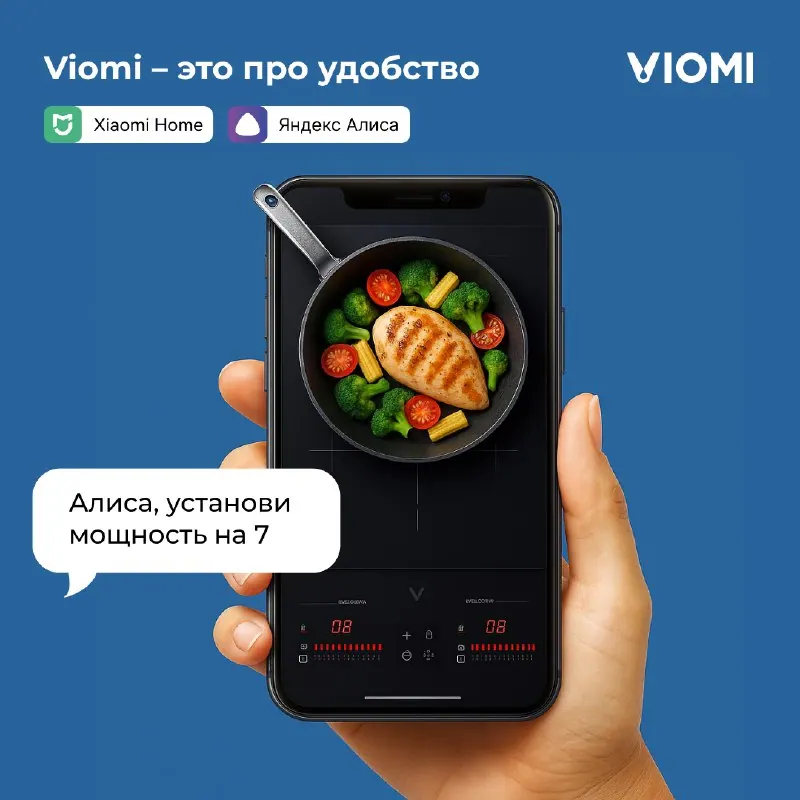 Viomi – это про удобство
VIOMI
Xiaomi Home
Яндекс Алиса
Алиса, установи
мощность на 7
08
08